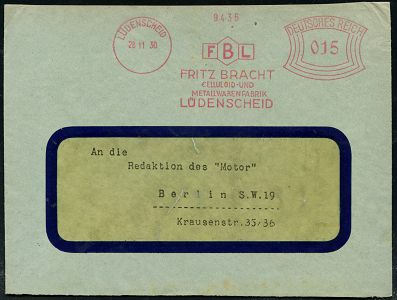 9435
LÜDENSCHEID
28 11 30
FBL
FRITZ BRACHT
CELLULOID-UND
METALLWARENFABRIK
LÜDENSCHEID
DEUTSCHES REICH
015
An die
Redaktion des "Motor"
Berlin S.W.19
Krausenstr.35/36